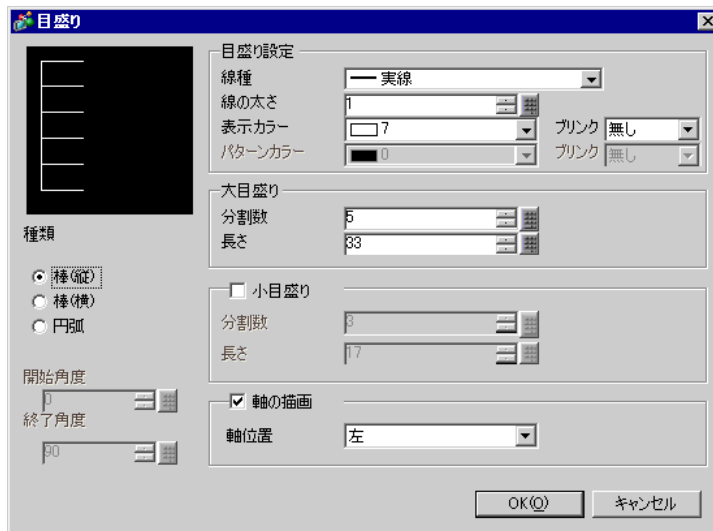 目盛り
目盛り設定
線種 実線
線の太さ 1
表示カラー 7 ブリンク 無し
パターンカラー 0 ブリンク 無し
大目盛り
分割数 5
長さ 33
種類
棒(縦)
棒(横)
円弧
小目盛り
分割数 3
長さ 17
開始角度
0
終了角度
90
軸の描画
軸位置 左
OK(O) キャンセル